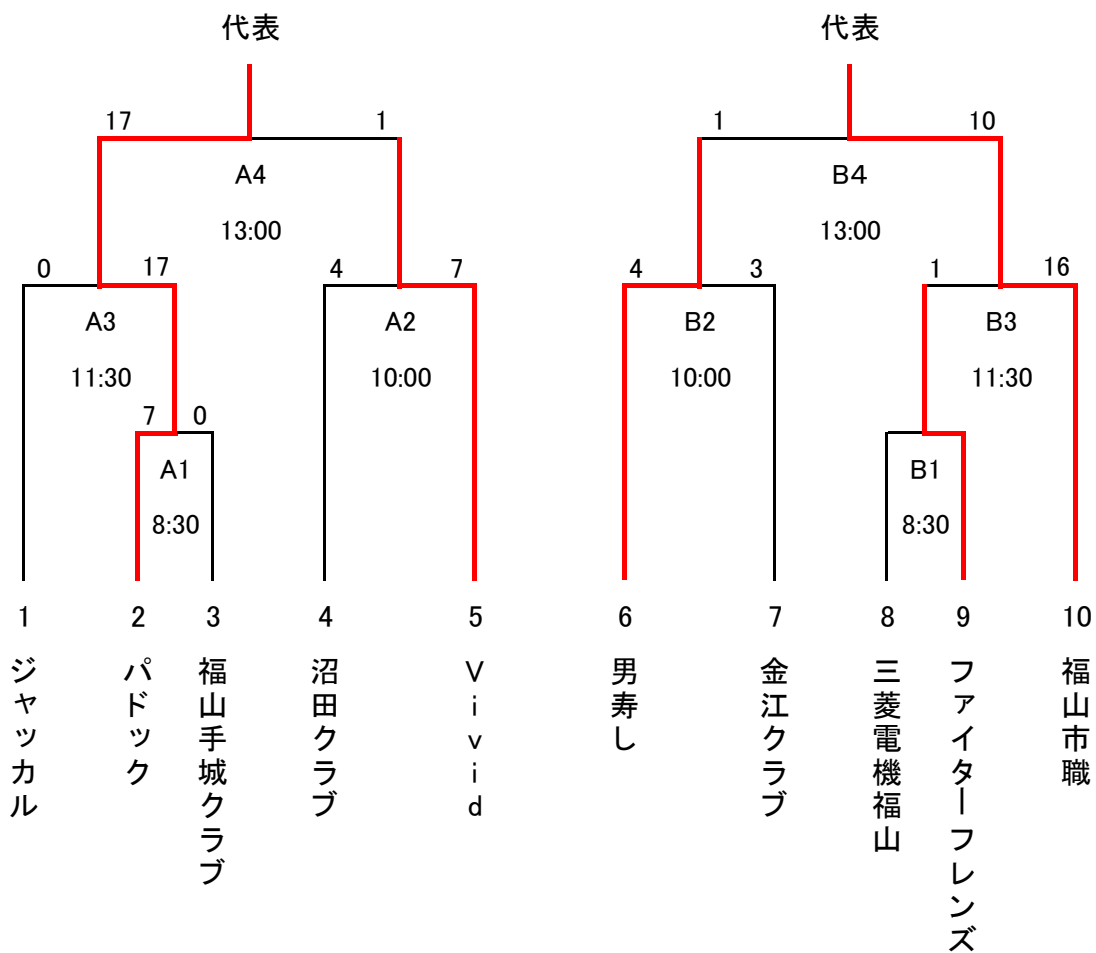 代表 代表
17 1 1 10
A4 B4
13:00 13:00
0 17 4 7 4 3 1 16
A3 A2 B2 B3
11:30 10:00 10:00 11:30
7 0
A1 B1
8:30 8:30
1 2 3 4 5 6 7 8 9 10
ジャッカル
パドック
福山手城クラブ
沼田クラブ
Vivid
男寿し
金江クラブ
三菱電機福山
ファイターフレンズ
福山市職